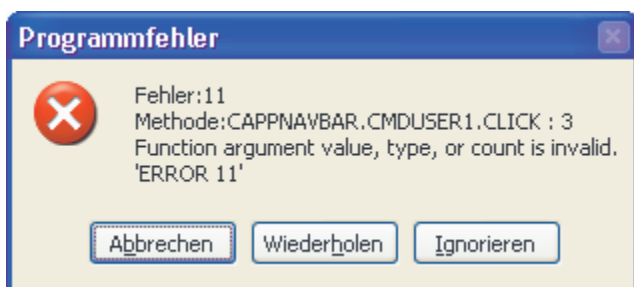 Programmfehler
Fehler:11
Methode:CAPPNAVBAR.CMDUSER1.CLICK : 3
Function argument value, type, or count is invalid.
'ERROR 11'
Abbrechen
Wiederholen
Ignorieren